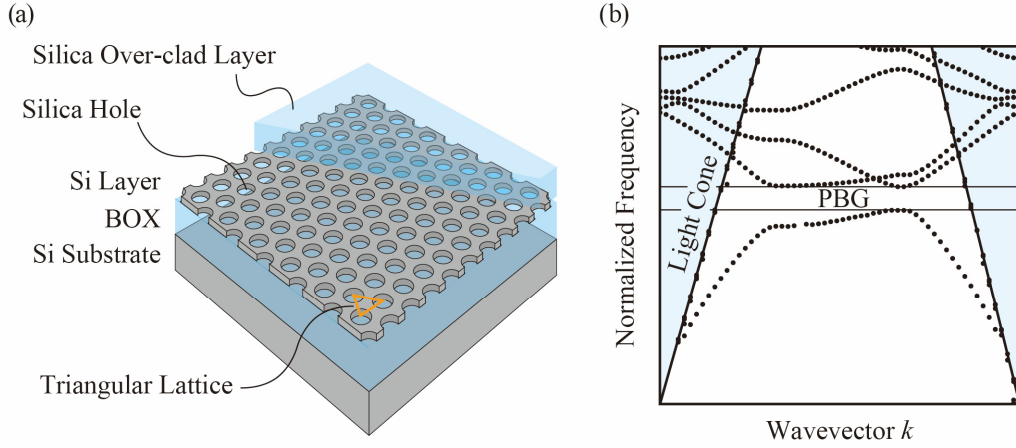 (a)
Silica Over-clad Layer
Silica Hole
Si Layer
BOX
Si Substrate
Triangular Lattice
(b)
Normalized Frequency
Light Cone
PBG
Wavevector k